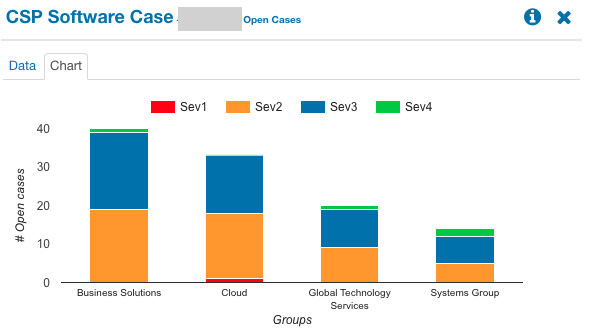 CSP Software Case - Open Cases
Data Chart
Sev1 Sev2 Sev3 Sev4
40
30
20
10
0
# Open cases
Business Solutions Cloud Global Technology Services Systems Group
Groups